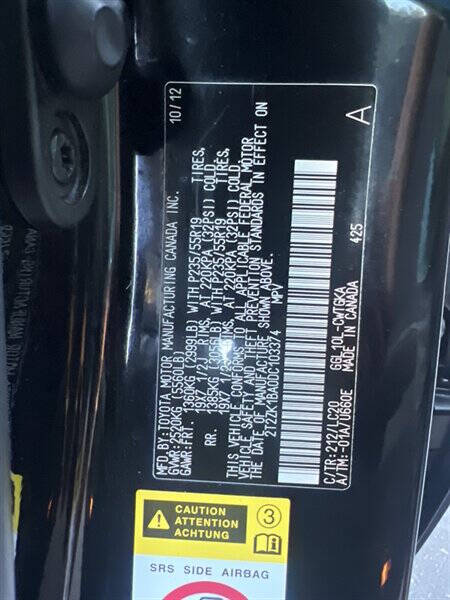 MFD.BY:TOYOTA MOTOR MANUFACTURING CANADA INC. 10/12
GVWR:2520KG (5560LB)
GAWR:FRT. 1360KG (2999LB) WITH P235/55R19 TIRES,
19X7 1/2J RIMS, AT 220KPA (32PSI) COLD.
RR. 1385KG WITH P235/55R19 TIRES,
19X7 RIMS, AT 220KPA (32PSI) COLD.
THIS VEHICLE CONFORMS TO ALL APPLICABLE FEDERAL MOTOR
VEHICLE SAFETY AND THEFT PREVENTION STANDARDS IN EFFECT ON
THE DATE OF MANUFACTURE SHOWN ABOVE.
2T2ZK1BA0DC103374 MPV
A
C/TR:212/LC20 GGL10L-CWTGKA 425
A/TM:-01A/U660E MADE IN CANADA
CAUTION
ATTENTION
ACHTUNG
3
SRS SIDE AIRBAG